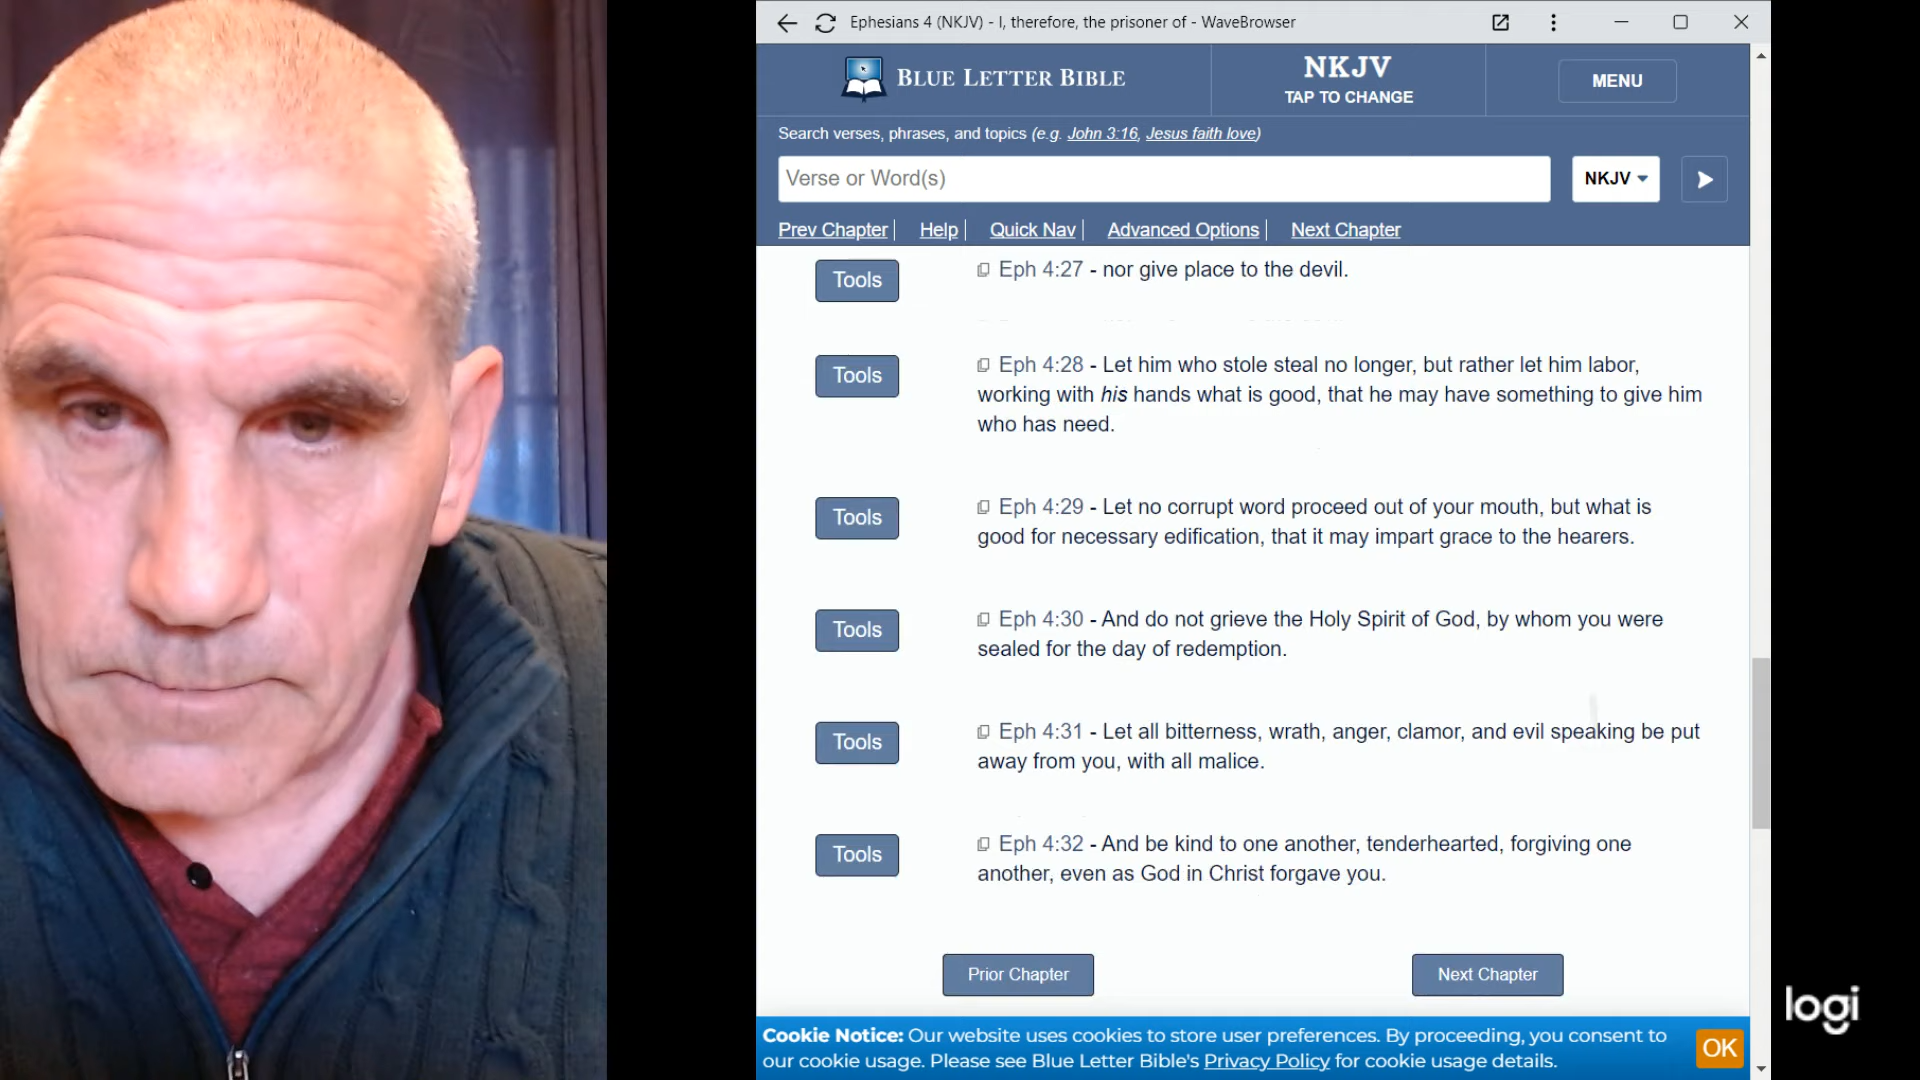 Ephesians 4 (NKJV) - I, therefore, the prisoner of - WaveBrowser
BLUE LETTER BIBLE
NKJV
TAP TO CHANGE
MENU
Search verses, phrases, and topics (e.g. John 3:16, Jesus faith love)
Verse or Word(s)
NKJV
Prev Chapter | Help | Quick Nav | Advanced Options | Next Chapter
Tools
Eph 4:27 - nor give place to the devil.
Tools
Eph 4:28 - Let him who stole steal no longer, but rather let him labor,
working with his hands what is good, that he may have something to give him
who has need.
Tools
Eph 4:29 - Let no corrupt word proceed out of your mouth, but what is
good for necessary edification, that it may impart grace to the hearers.
Tools
Eph 4:30 - And do not grieve the Holy Spirit of God, by whom you were
sealed for the day of redemption.
Tools
Eph 4:31 - Let all bitterness, wrath, anger, clamor, and evil speaking be put
away from you, with all malice.
Tools
Eph 4:32 - And be kind to one another, tenderhearted, forgiving one
another, even as God in Christ forgave you.
Prior Chapter
Next Chapter
Cookie Notice: Our website uses cookies to store user preferences. By proceeding, you consent to
our cookie usage. Please see Blue Letter Bible's Privacy Policy for cookie usage details.
OK
logi